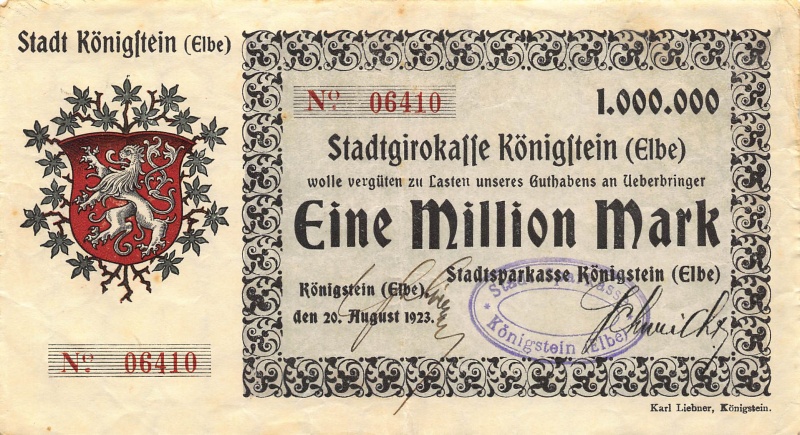 Stadt Königſtein (Elbe)
Nº 06410
1.000.000
Stadtgirokaſſe Königſtein (Elbe)
wolle vergüten zu Lasten unseres Guthabens an Ueberbringer
Eine Million Mark
Stadtsparkasse Königstein (Elbe)
Königstein (Elbe),
den 20. August 1923.
Stadtsparkasse
* Königstein (Elbe) *
Nº 06410
Karl Liebner, Königstein.